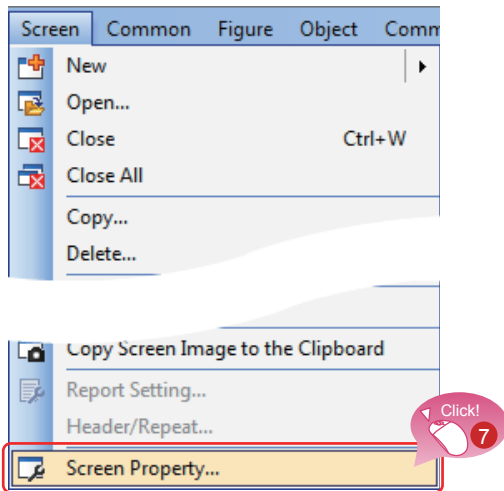 Screen Common Figure Object Comm
New
Open...
Close Ctrl+W
Close All
Copy...
Delete...
Copy Screen Image to the Clipboard
Report Setting...
Header/Repeat...
Click!
7
Screen Property...